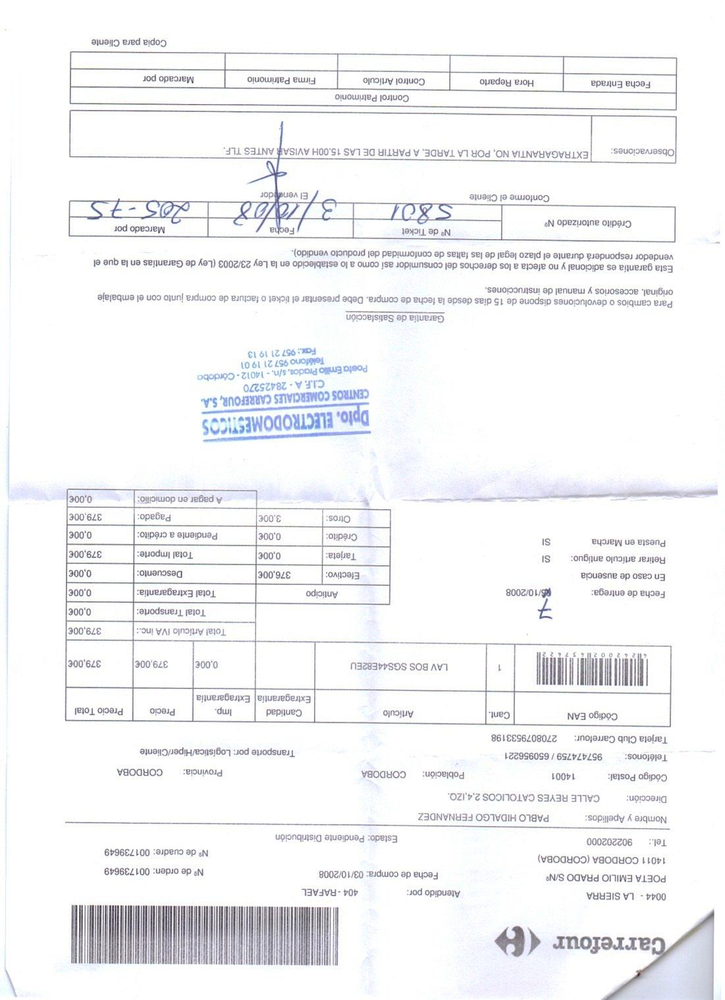 Carrefour
0044 - LA SIERRA
Atendido por: 404 - RAFAEL
POETA EMILIO PRADO S/Nº
Fecha de compra: 03/10/2008
Nº de orden: 001739649
14011 CORDOBA (CORDOBA)
Nº de cuadre: 001739649
Tel.: 902202000
Estado: Pendiente Distribución
Nombre y Apellidos: PABLO HIDALGO FERNANDEZ
Dirección: CALLE REYES CATOLICOS 2,4,IZQ.
Código Postal: 14001 Población: CORDOBA Provincia: CORDOBA
Teléfonos: 957474759 / 650956221
Transporte por: Logística/Hiper/Cliente
Tarjeta Club Carrefour: 2708079533198
Código EAN Cant. Artículo Cantidad Extragarantia Imp. Extragarantia Precio Precio Total
4 242002 437422 1 LAV BOS SGS44E82EU 0,00€ 379,00€ 379,00€
Total Artículo IVA inc.: 379,00€
Total Transporte: 0,00€
7
Fecha de entrega: /10/2008
Anticipo
Total Extragarantia: 0,00€
En caso de ausencia
Efectivo: 376,00€
Descuento: 0,00€
Retirar artículo antiguo: SI
Tarjeta: 0,00€
Total Importe: 379,00€
Puesta en Marcha SI
Crédito: 0,00€
Pendiente a crédito: 0,00€
Otros: 3,00€
Pagado: 379,00€
A pagar en domicilio: 0,00€
Dpto. ELECTRODOMESTICOS
CENTROS COMERCIALES CARREFOUR, S.A.
C.I.F. A - 28425270
Poeta Emilio Prados, s/n. - 14012 - Córdoba
Teléfono 957 21 19 01
Fax.: 957 21 19 13
Garantía de Satisfacción
Para cambios o devoluciones dispone de 15 días desde la fecha de compra. Debe presentar el ticket o factura de compra junto con el embalaje
original, accesorios y manual de instrucciones.
Esta garantía es adicional y no afecta a los derechos del consumidor así como a lo establecido en la Ley 23/2003 (Ley de Garantías en la que el
vendedor responderá durante el plazo legal de las faltas de conformidad del producto vendido).
Crédito autorizado Nº
Nº de Ticket Fecha Marcado por
5801 3/10/08 205-75
Conforme el Cliente El vendedor
Observaciones: EXTRAGARANTIA NO, POR LA TARDE, A PARTIR DE LAS 15.00H AVISAR ANTES TLF.
Control Patrimonio
Fecha Entrada Hora Reparto Control Artículo Firma Patrimonio Marcado por
Copia para Cliente